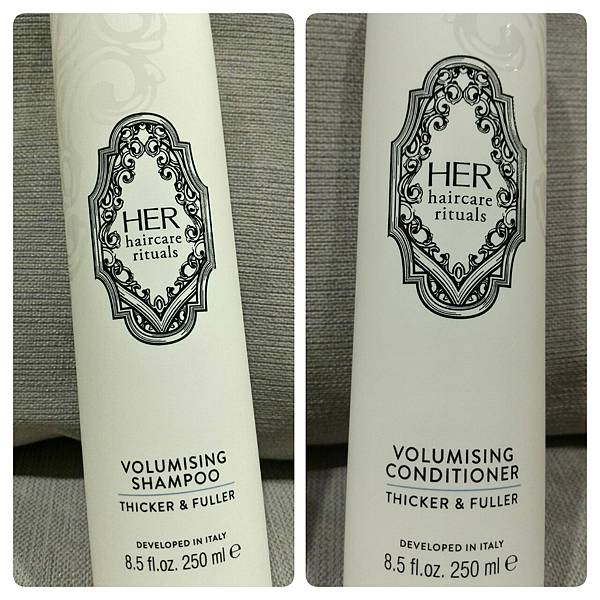 HER
haircare
rituals
VOLUMISING
SHAMPOO
THICKER & FULLER
DEVELOPED IN ITALY
8.5 fl.oz. 250 ml ℮
HER
haircare
rituals
VOLUMISING
CONDITIONER
THICKER & FULLER
DEVELOPED IN ITALY
8.5 fl.oz. 250 ml ℮